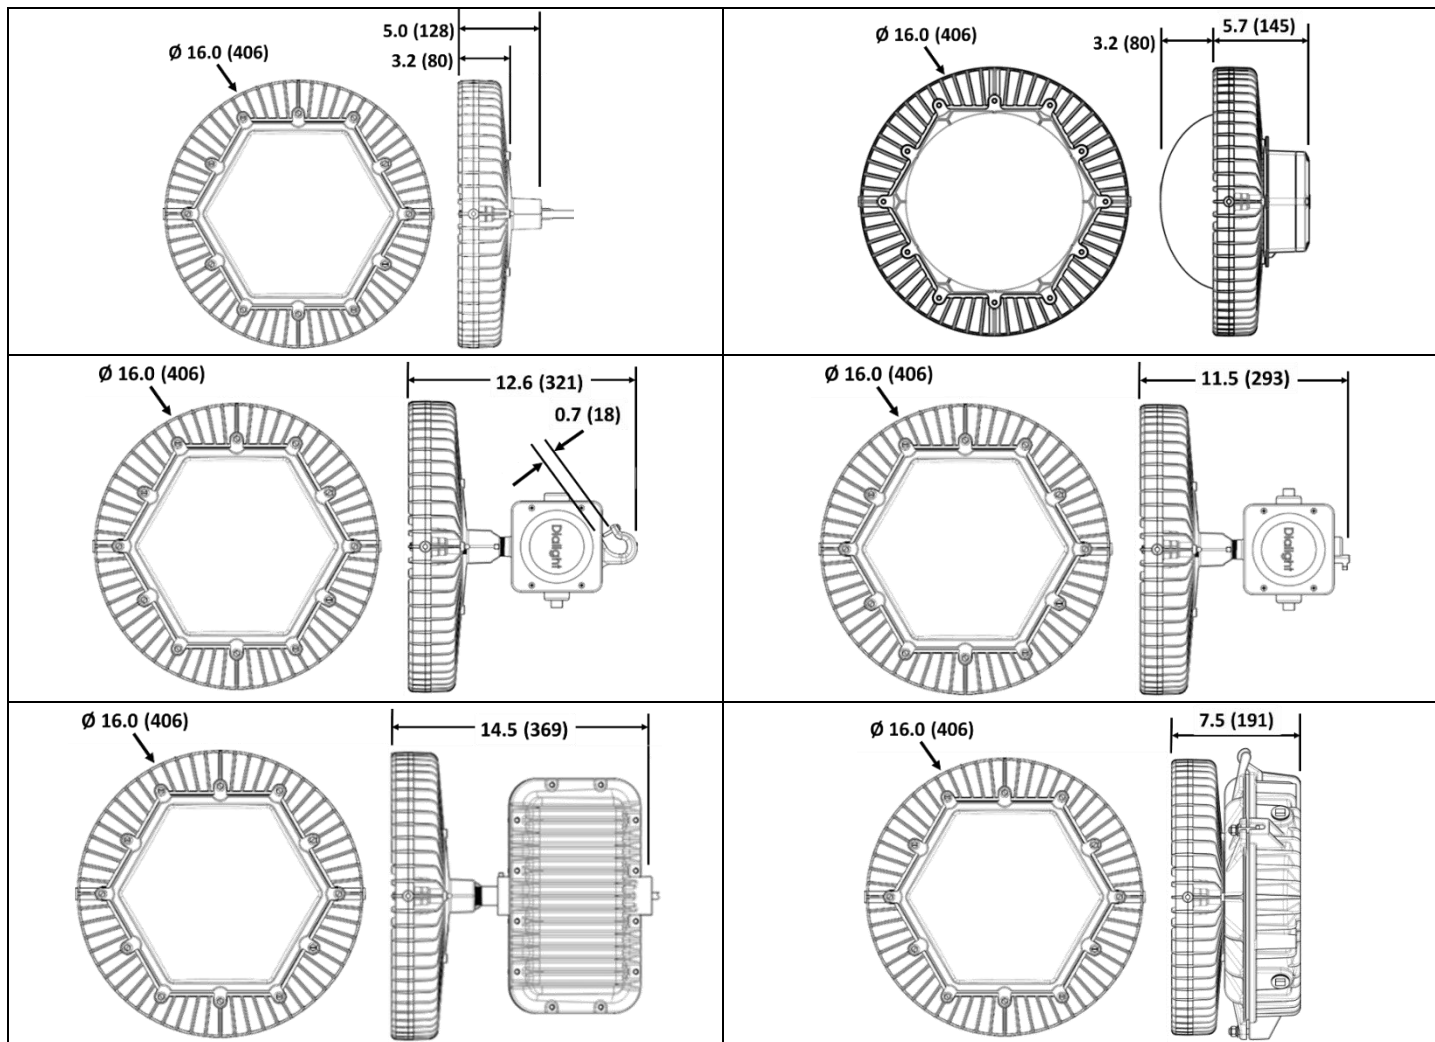 5.0 (128)
Ø 16.0 (406)
3.2 (80)
5.7 (145)
Ø 16.0 (406)
3.2 (80)
Ø 16.0 (406)
12.6 (321)
0.7 (18)
Dialight
Ø 16.0 (406)
11.5 (293)
Dialight
Ø 16.0 (406)
14.5 (369)
7.5 (191)
Ø 16.0 (406)